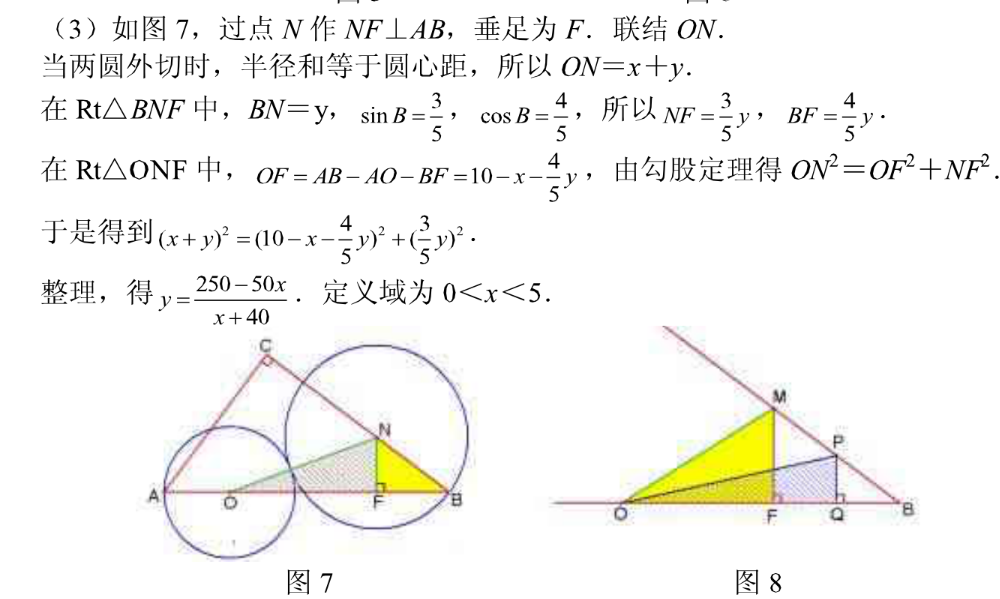 （3）如图 7，过点 N 作 NF⊥AB，垂足为 F．联结 ON．
当两圆外切时，半径和等于圆心距，所以 ON＝x＋y．
在 Rt△BNF 中，BN＝y，sin B=3/5，cos B=4/5，所以 NF=3/5 y，BF=4/5 y．
在 Rt△ONF 中，OF=AB−AO−BF=10−x−4/5 y，由勾股定理得 ON²＝OF²＋NF²．
于是得到 (x+y)²=(10−x−4/5 y)²+(3/5 y)²．
整理，得 y=250−50x/x+40．定义域为 0＜x＜5．
C
N
A O F B
M
P
O F Q B
图 7 图 8